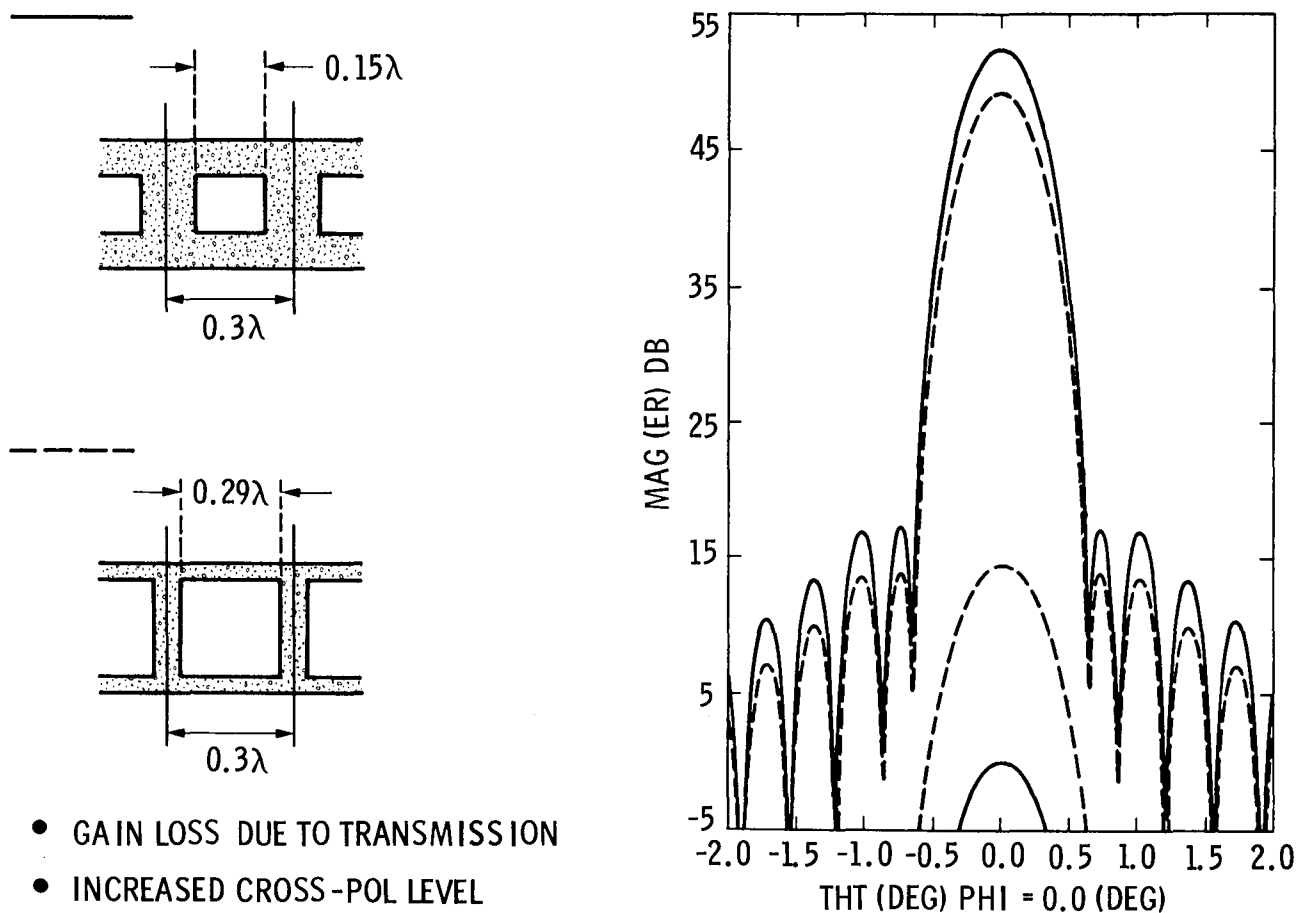 0.15λ
0.3λ
0.29λ
0.3λ
● GAIN LOSS DUE TO TRANSMISSION
● INCREASED CROSS-POL LEVEL
MAG (ER) DB
55
45
35
25
15
5
-5
-2.0 -1.5 -1.0 -0.5 0.0 0.5 1.0 1.5 2.0
THT (DEG) PHI = 0.0 (DEG)